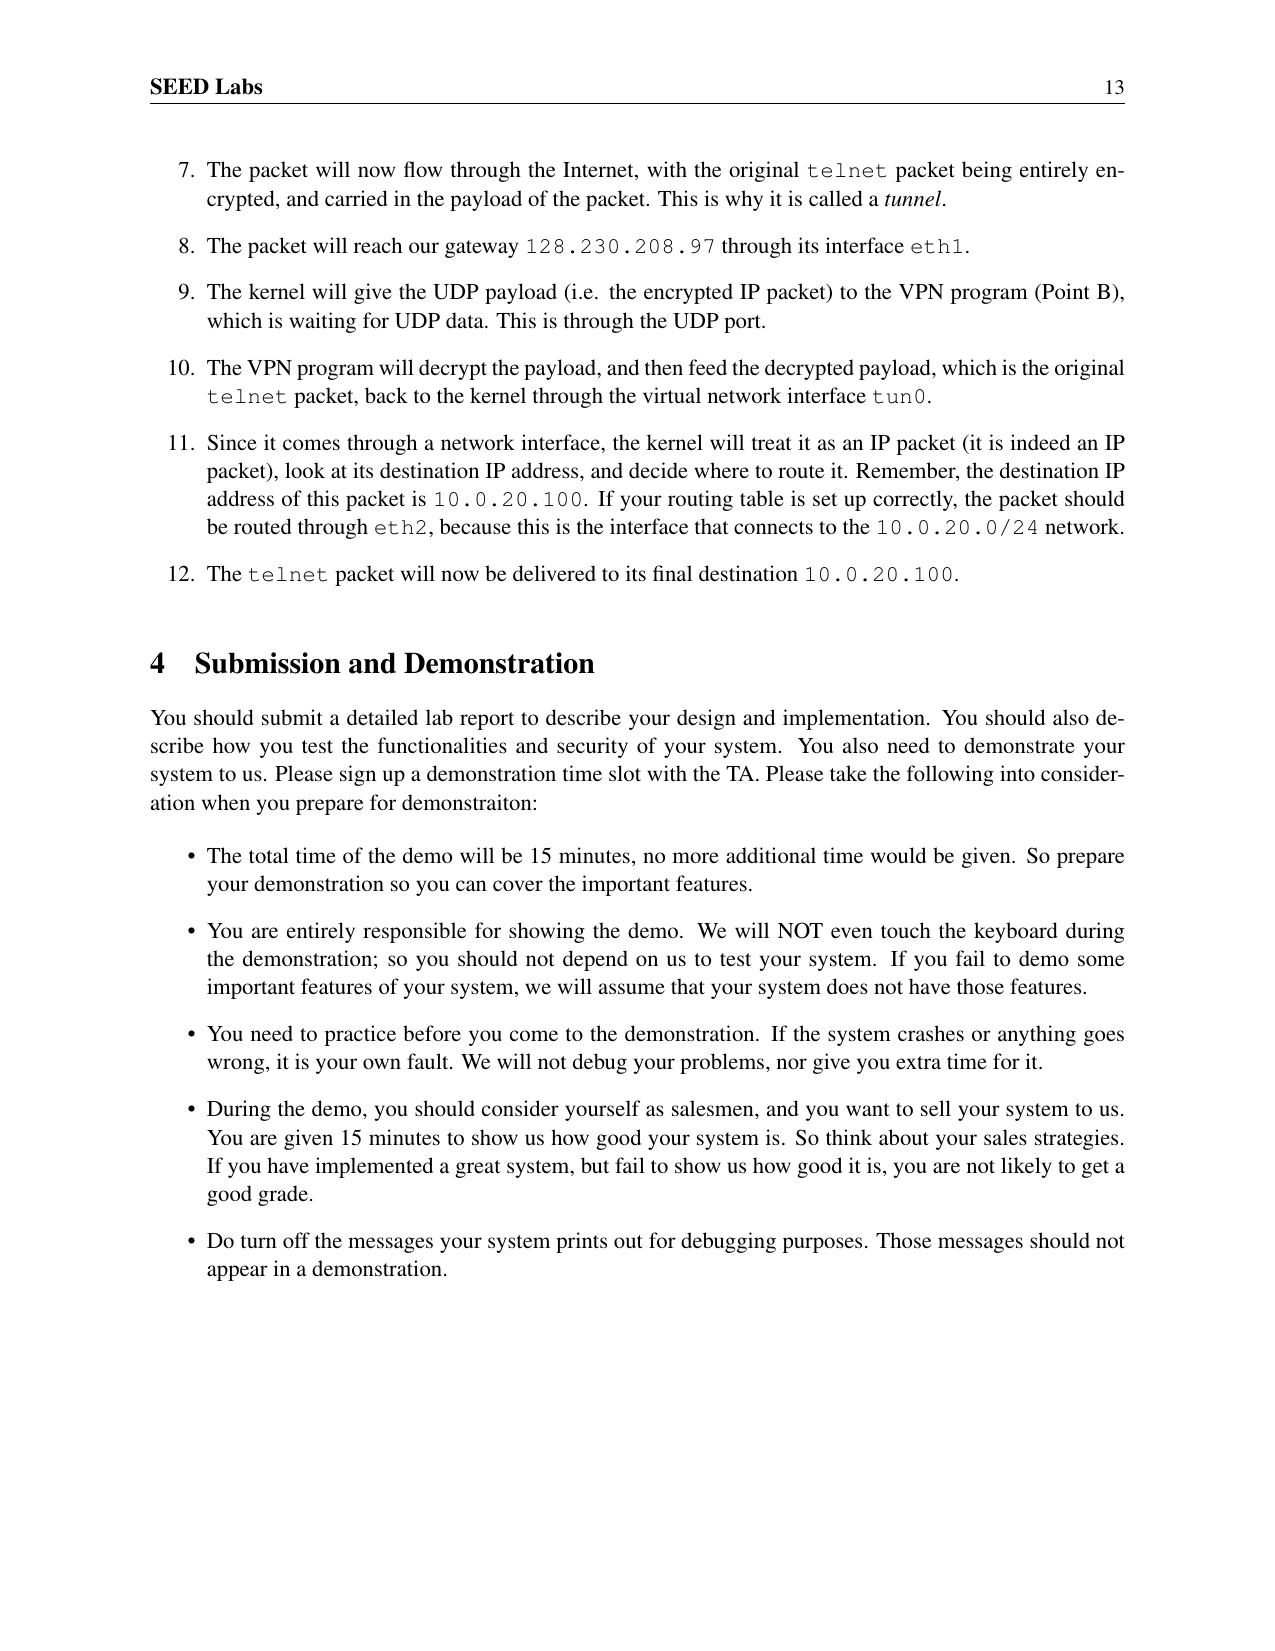 SEED Labs 13
7. The packet will now flow through the Internet, with the original telnet packet being entirely en-
crypted, and carried in the payload of the packet. This is why it is called a tunnel.
8. The packet will reach our gateway 128.230.208.97 through its interface eth1.
9. The kernel will give the UDP payload (i.e. the encrypted IP packet) to the VPN program (Point B),
which is waiting for UDP data. This is through the UDP port.
10. The VPN program will decrypt the payload, and then feed the decrypted payload, which is the original
telnet packet, back to the kernel through the virtual network interface tun0.
11. Since it comes through a network interface, the kernel will treat it as an IP packet (it is indeed an IP
packet), look at its destination IP address, and decide where to route it. Remember, the destination IP
address of this packet is 10.0.20.100. If your routing table is set up correctly, the packet should
be routed through eth2, because this is the interface that connects to the 10.0.20.0/24 network.
12. The telnet packet will now be delivered to its final destination 10.0.20.100.
4 Submission and Demonstration
You should submit a detailed lab report to describe your design and implementation. You should also de-
scribe how you test the functionalities and security of your system. You also need to demonstrate your
system to us. Please sign up a demonstration time slot with the TA. Please take the following into consider-
ation when you prepare for demonstraiton:
• The total time of the demo will be 15 minutes, no more additional time would be given. So prepare
your demonstration so you can cover the important features.
• You are entirely responsible for showing the demo. We will NOT even touch the keyboard during
the demonstration; so you should not depend on us to test your system. If you fail to demo some
important features of your system, we will assume that your system does not have those features.
• You need to practice before you come to the demonstration. If the system crashes or anything goes
wrong, it is your own fault. We will not debug your problems, nor give you extra time for it.
• During the demo, you should consider yourself as salesmen, and you want to sell your system to us.
You are given 15 minutes to show us how good your system is. So think about your sales strategies.
If you have implemented a great system, but fail to show us how good it is, you are not likely to get a
good grade.
• Do turn off the messages your system prints out for debugging purposes. Those messages should not
appear in a demonstration.